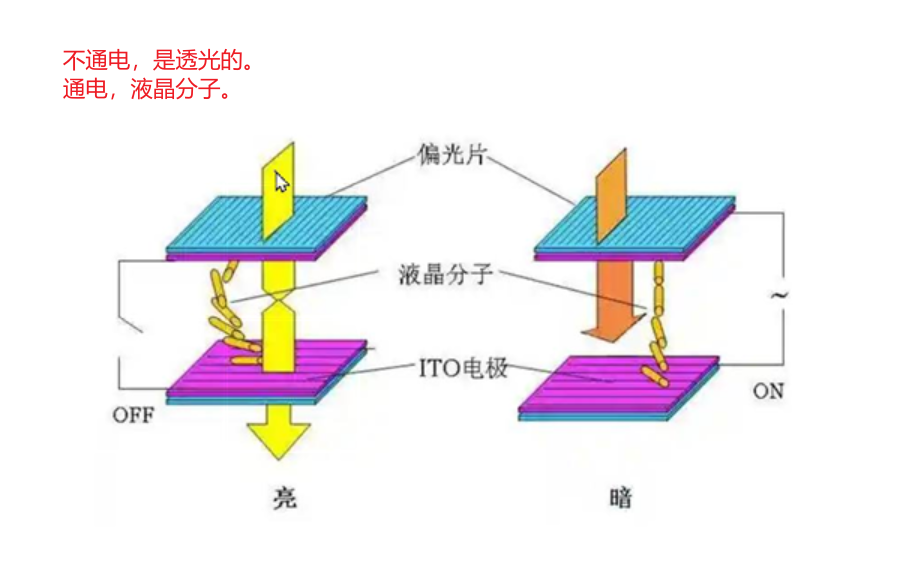 不通电，是透光的。
通电，液晶分子。
偏光片
液晶分子
~
ITO电极
OFF
ON
亮
暗